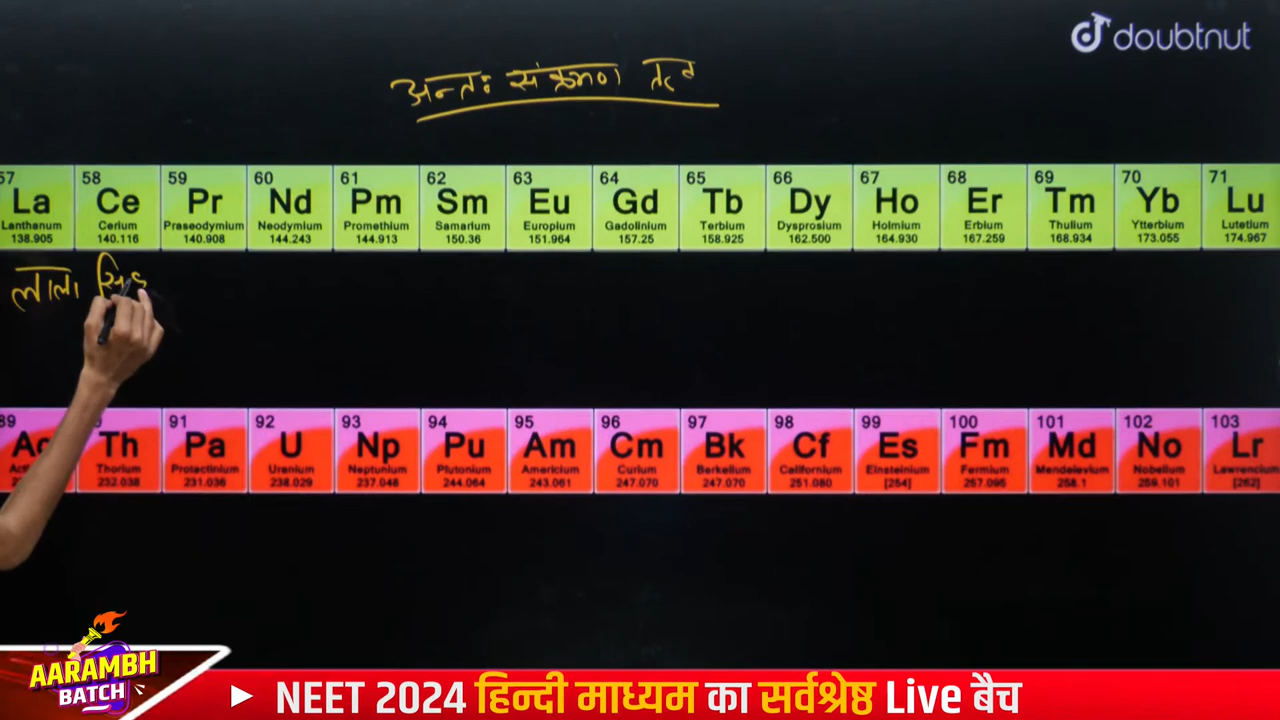 doubtnut
अन्तः संक्रमण तत्व
57 58 59 60 61 62 63 64 65 66 67 68 69 70 71
La Ce Pr Nd Pm Sm Eu Gd Tb Dy Ho Er Tm Yb Lu
Lanthanum Cerium Praseodymium Neodymium Promethium Samarium Europium Gadolinium Terbium Dysprosium Holmium Erbium Thulium Ytterbium Lutetium
138.905 140.116 140.908 144.243 144.913 150.36 151.964 157.25 158.925 162.500 164.930 167.259 168.934 173.055 174.967
लाला
89 91 92 93 94 95 96 97 98 99 100 101 102 103
Ac Th Pa U Np Pu Am Cm Bk Cf Es Fm Md No Lr
Thorium Protactinium Uranium Neptunium Plutonium Americium Curium Berkelium Californium Einsteinium Fermium Mendelevium Nobelium Lawrencium
232.038 231.036 238.029 237.048 244.064 243.061 247.070 247.070 251.080 [254] 257.095 258.1 259.101 [262]
AARAMBH
BATCH
NEET 2024 हिन्दी माध्यम का सर्वश्रेष्ठ Live बैच